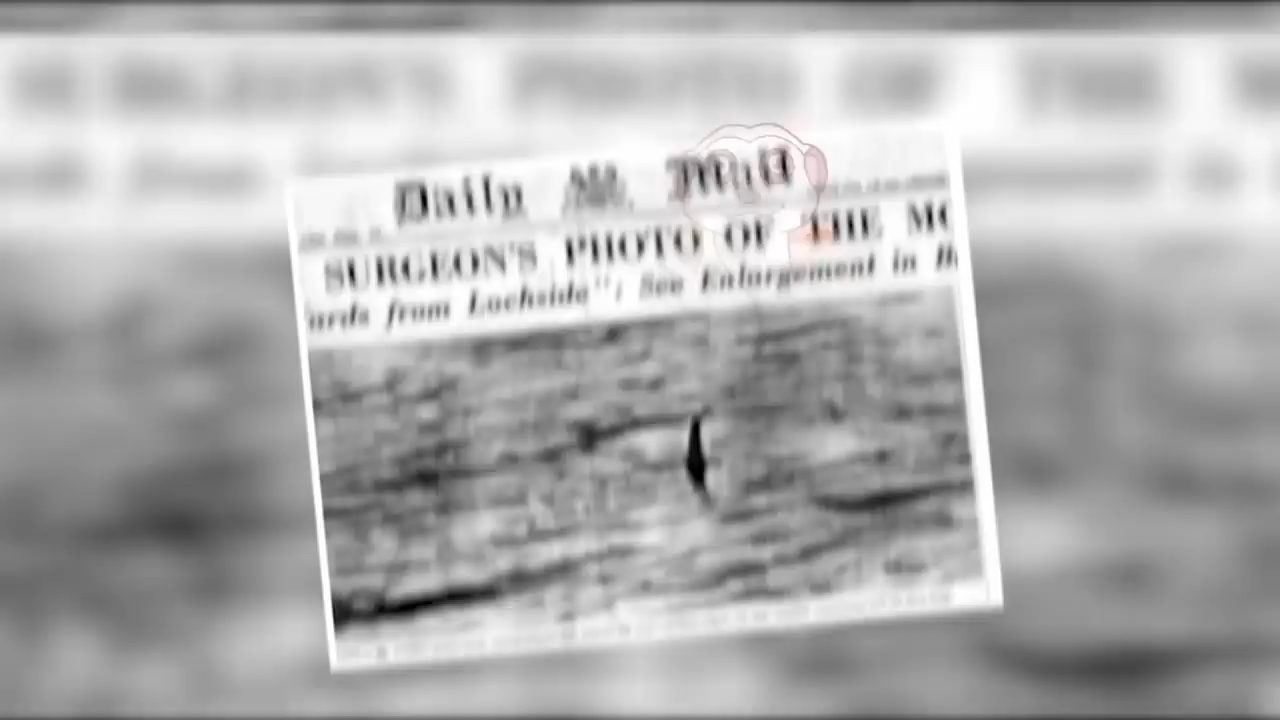 Daily Mail
SURGEON'S PHOTO OF THE MO
ards from Lochside"; See Enlargement in